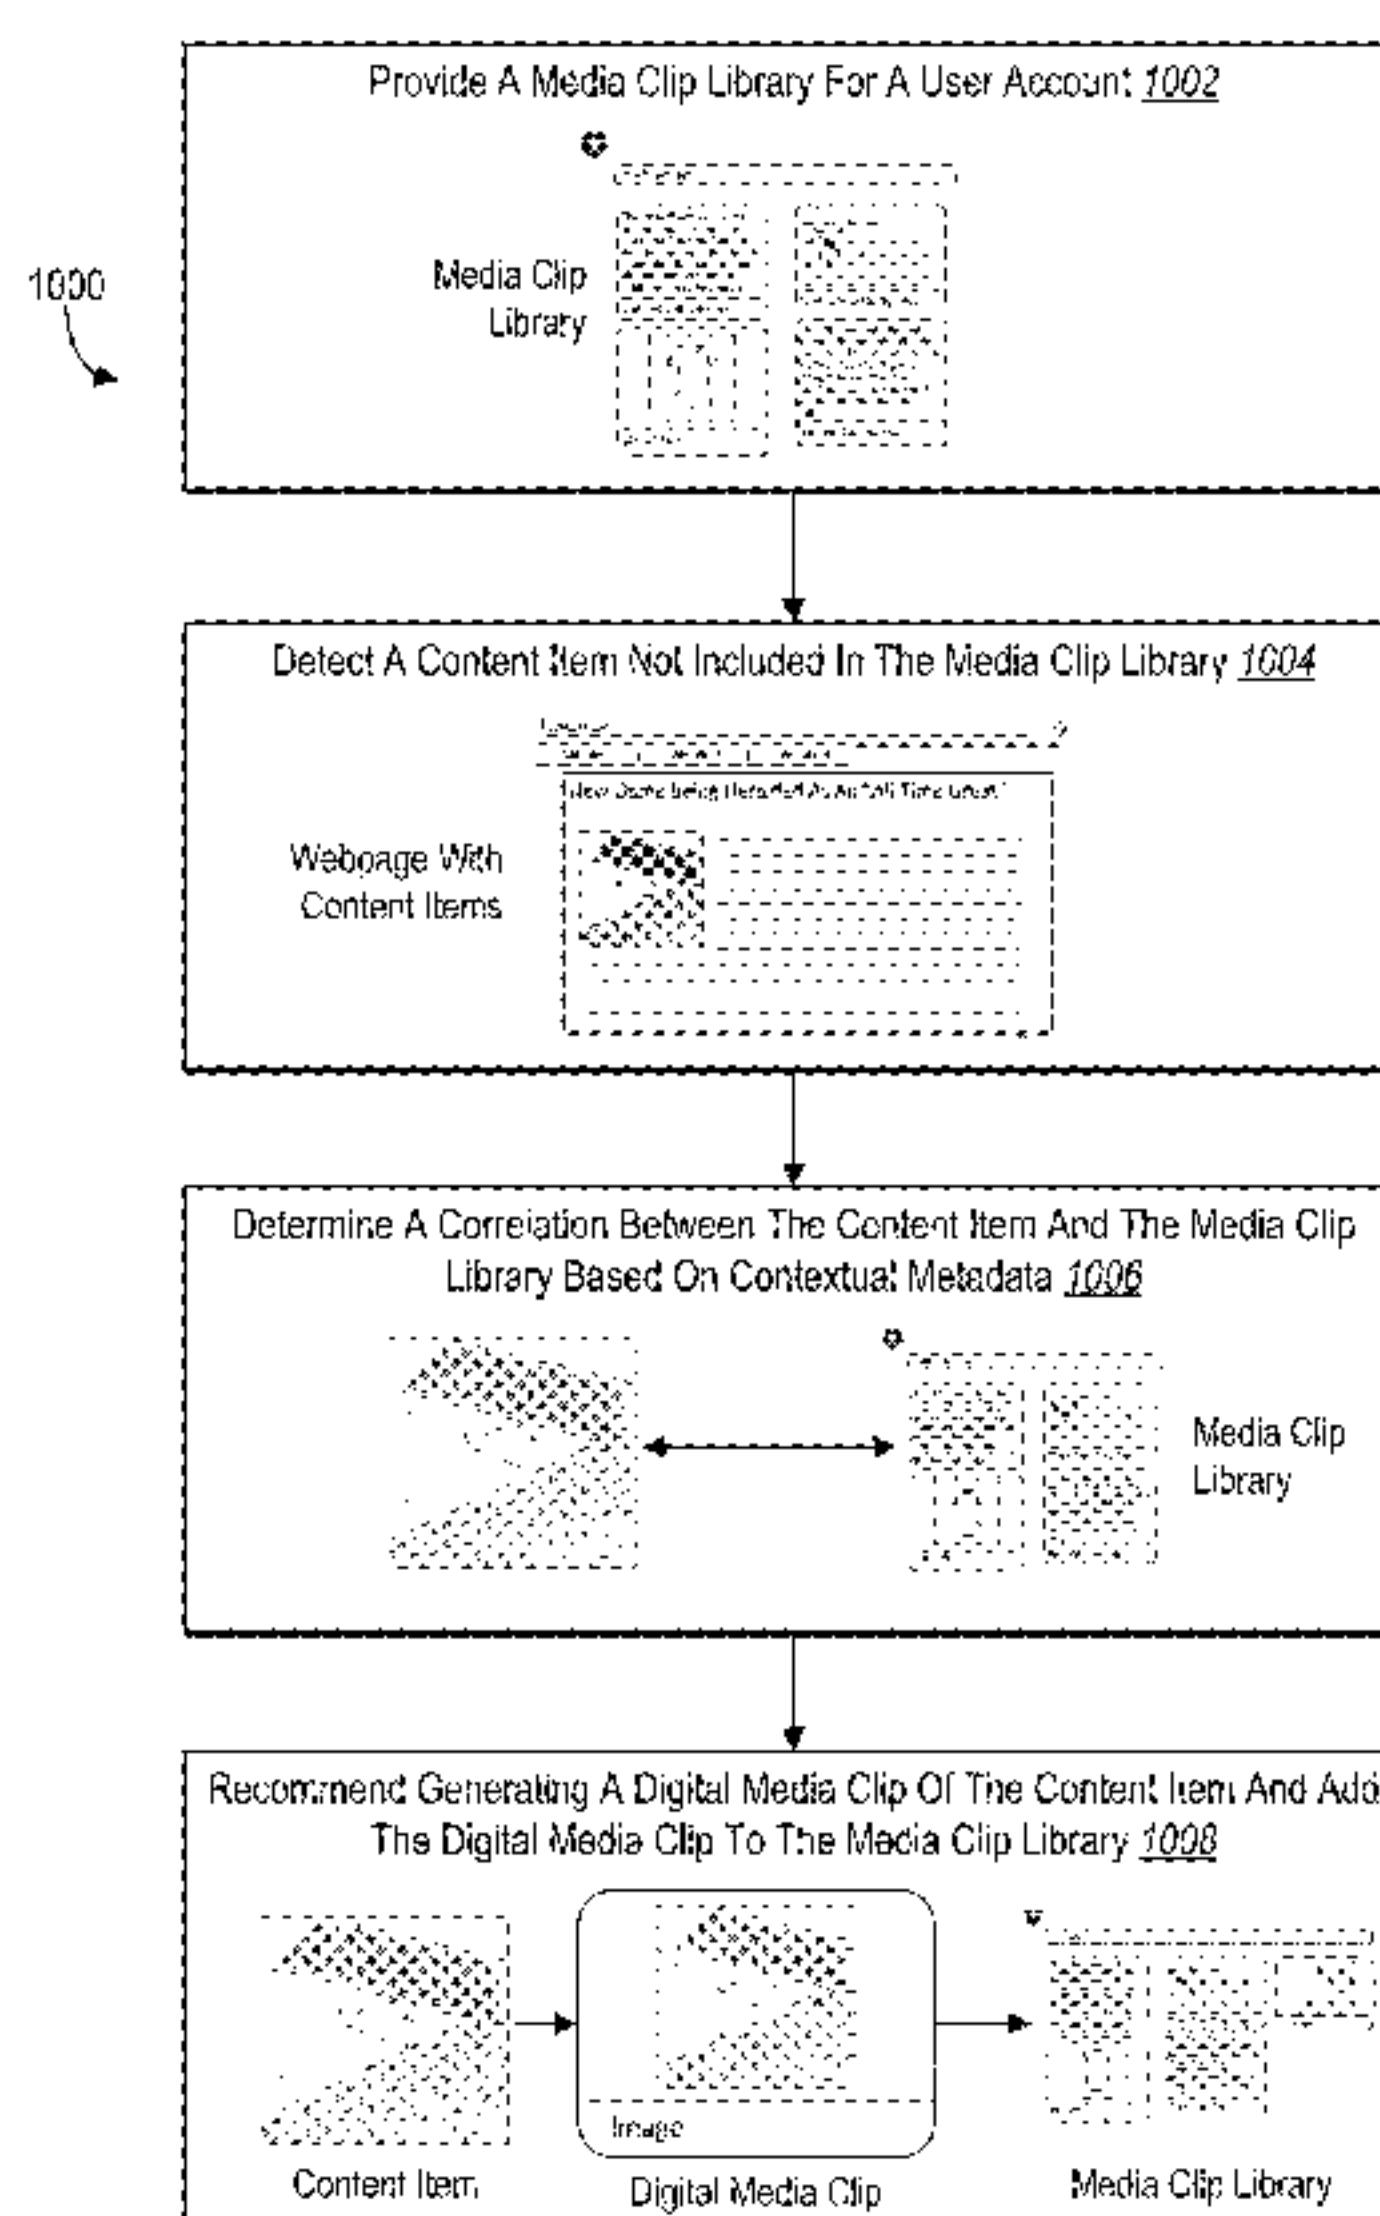 Provide A Media Clip Library For A User Account 1002
1000
Media Clip
Library
Detect A Content Item Not Included In The Media Clip Library 1004
Webpage With
Content Items
Determine A Correlation Between The Content Item And The Media Clip
Library Based On Contextual Metadata 1006
Media Clip
Library
Recommend Generating A Digital Media Clip Of The Content Item And Add
The Digital Media Clip To The Media Clip Library 1008
Image
Content Item
Digital Media Clip
Media Clip Library